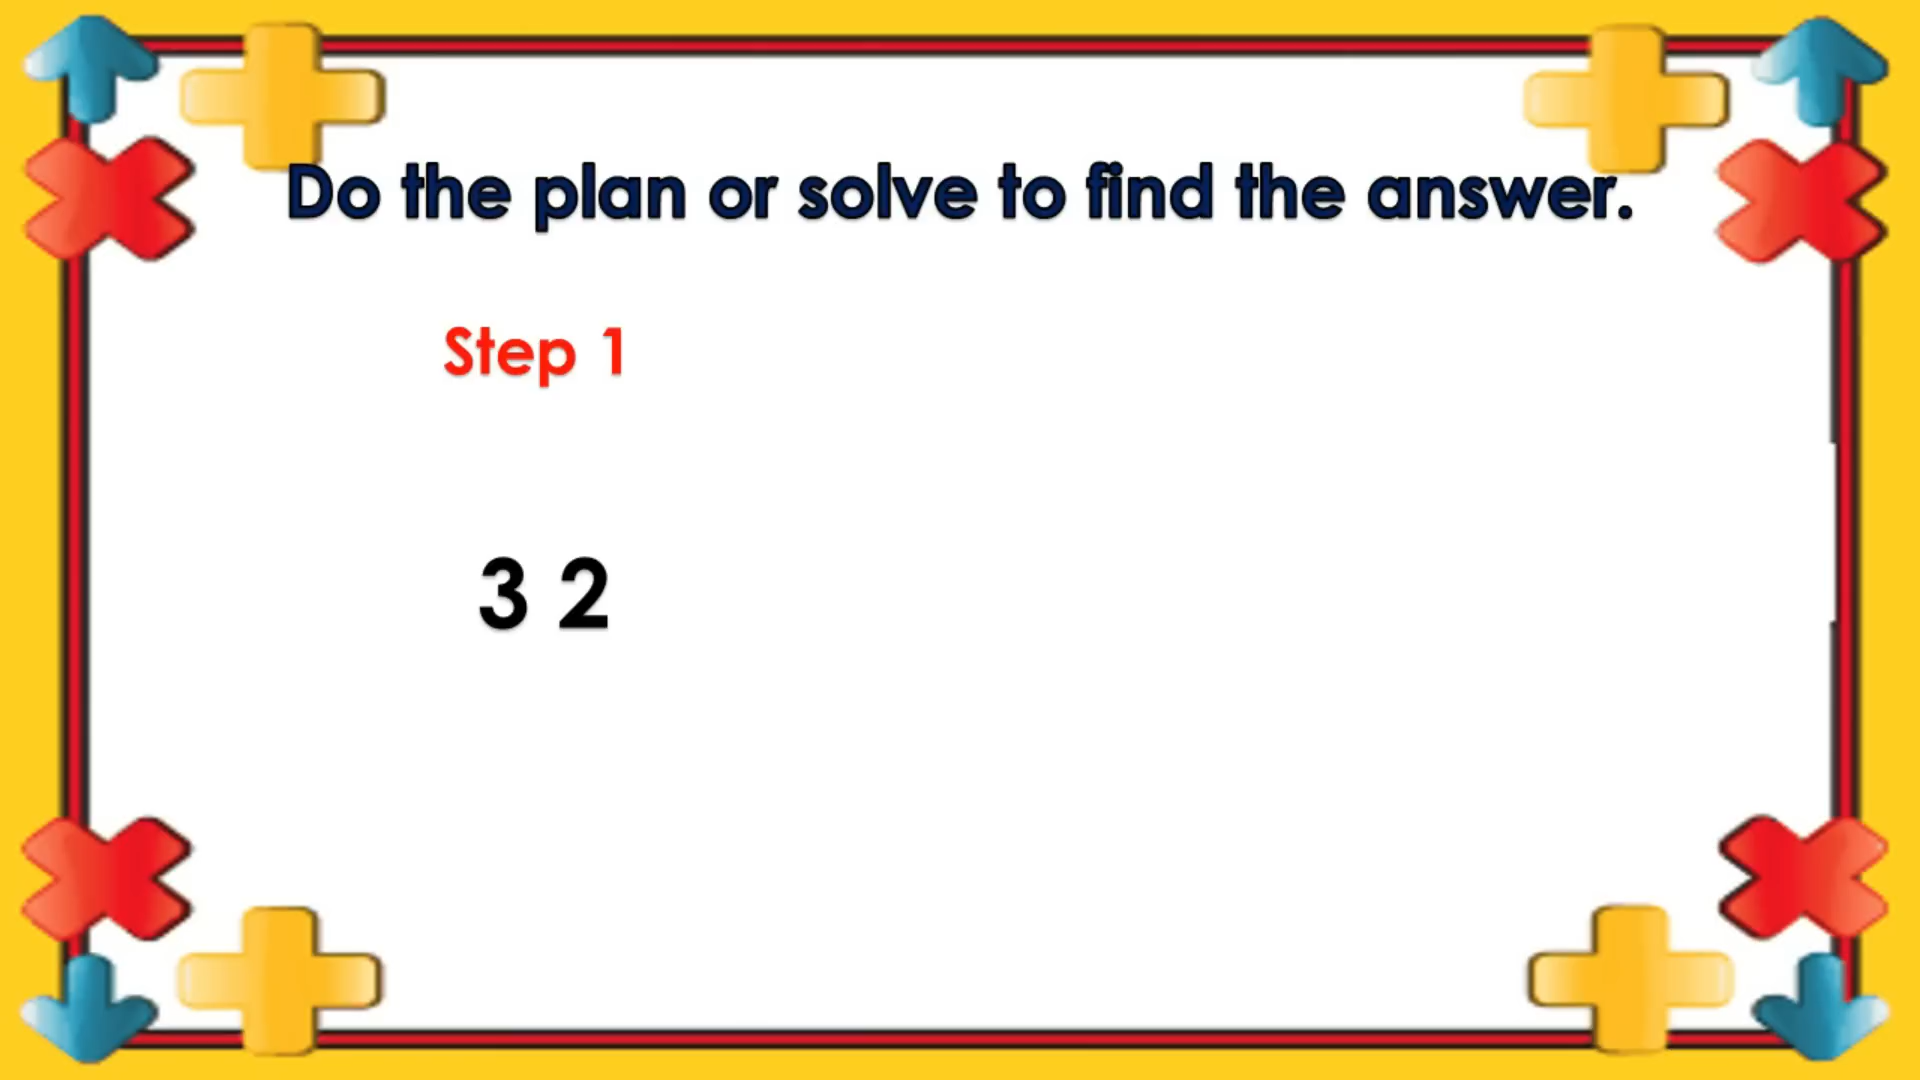 Do the plan or solve to find the answer.
Step 1
3 2